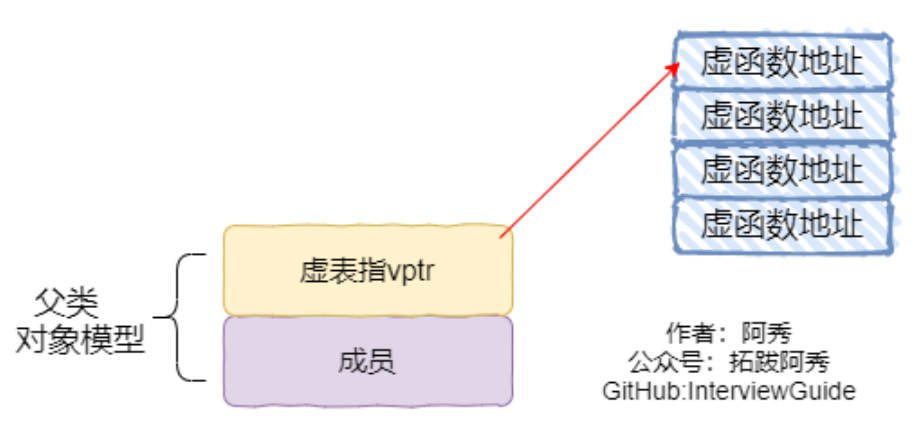 虚函数地址
虚函数地址
虚函数地址
虚函数地址
虚表指vptr
父类
对象模型
成员
作者：阿秀
公众号：拓跋阿秀
GitHub:InterviewGuide